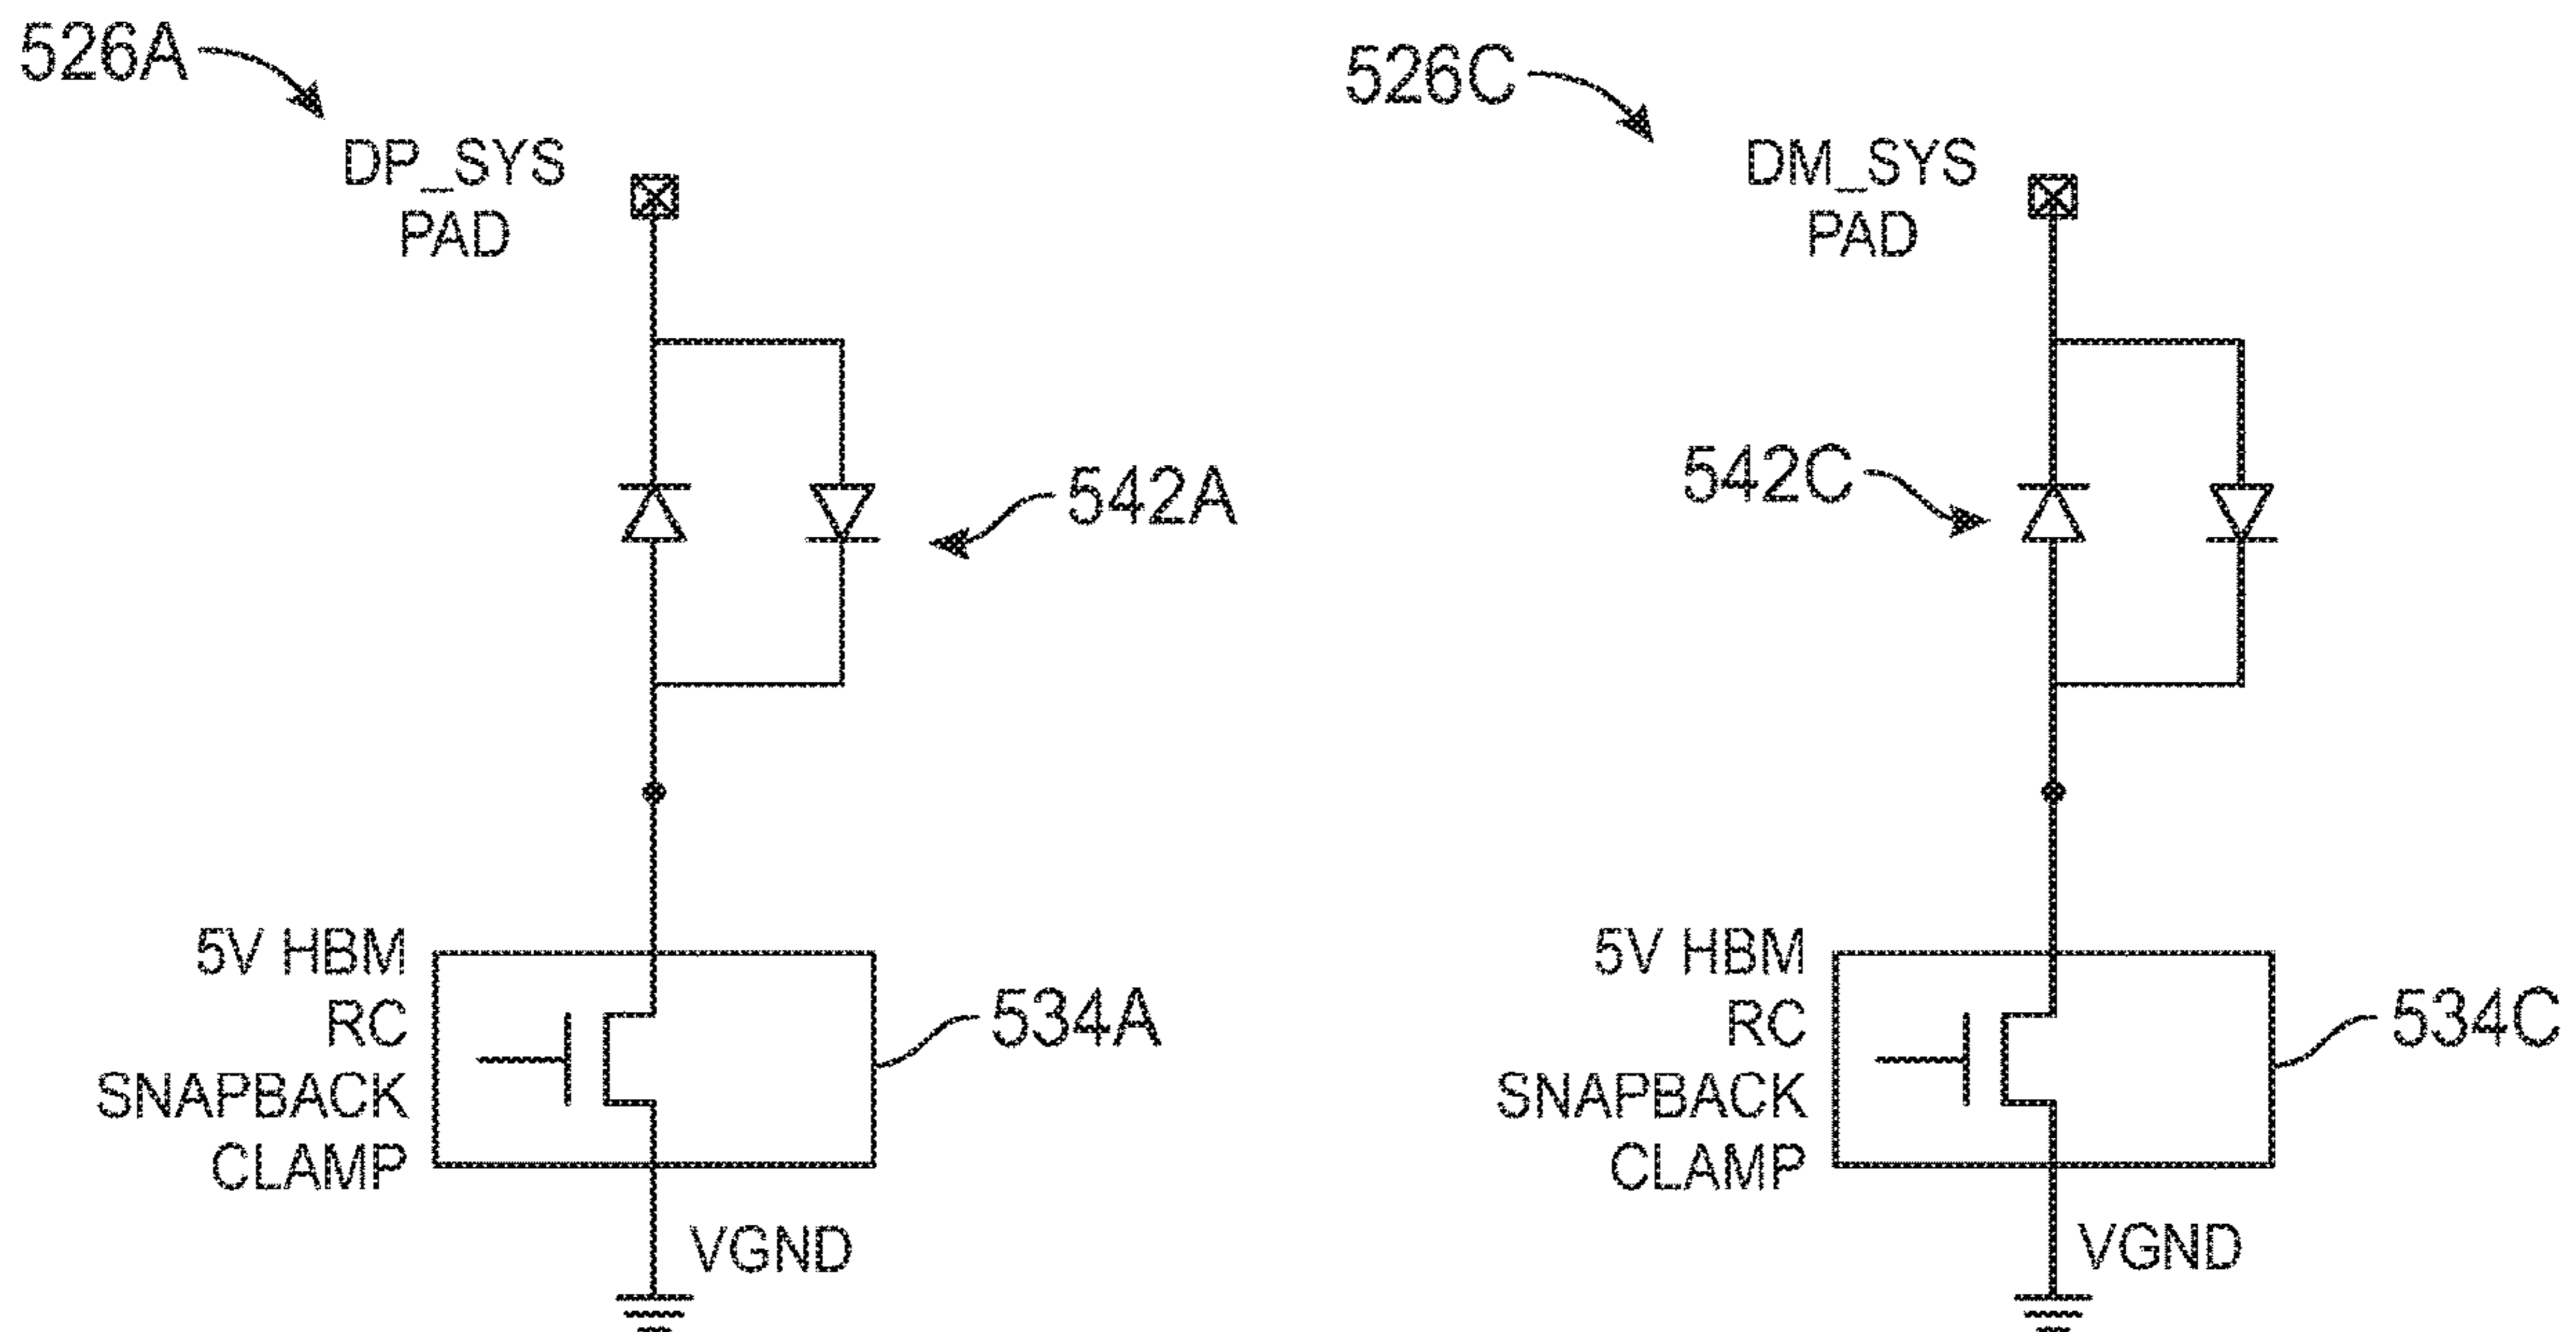 526A
DP_SYS
PAD
542A
5V HBM
RC
SNAPBACK
CLAMP
534A
VGND
526C
DM_SYS
PAD
542C
5V HBM
RC
SNAPBACK
CLAMP
534C
VGND